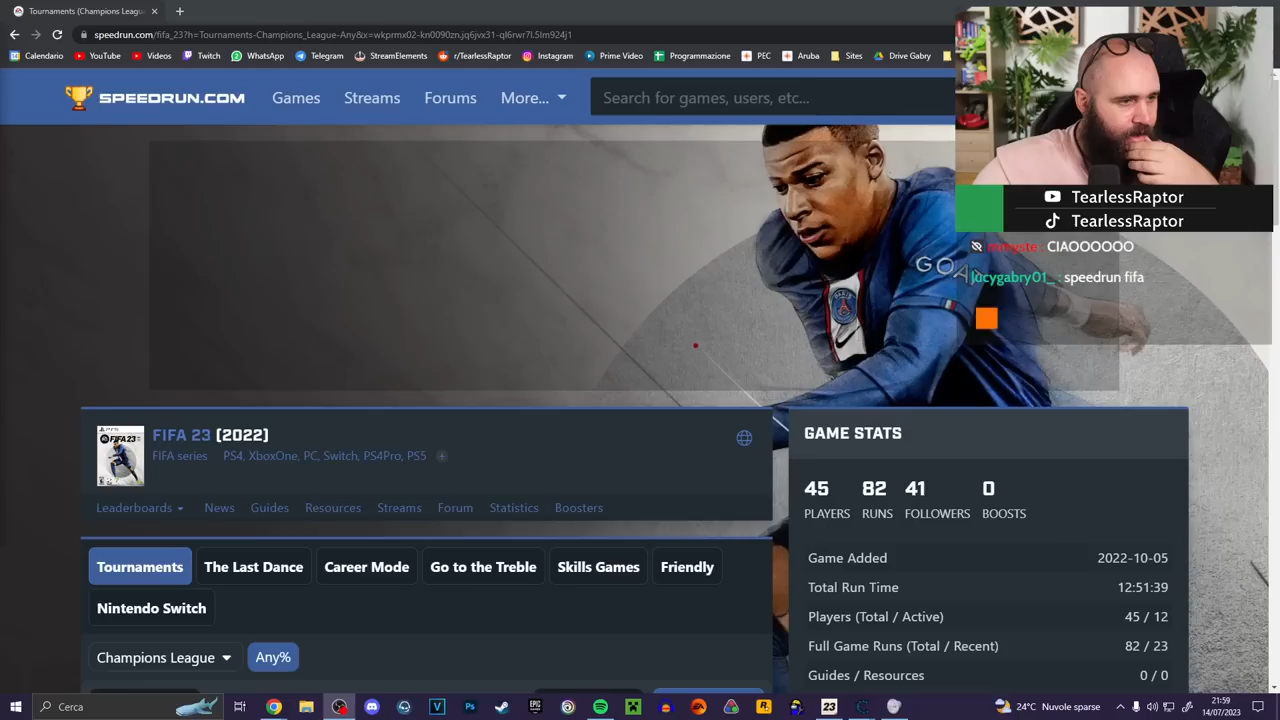 Tournaments (Champions Leagu
speedrun.com/fifa_23?h=Tournaments-Champions_League-Any&x=wkpmx02-kn0090zn.jq6jvx31-ql6rwr7l.5lm924j1
Calendario YouTube Videos Twitch WhatsApp Telegram StreamElements r/TearlessRaptor Instagram Prime Video Programmazione PEC Aruba Sites Drive Gabry
SPEEDRUN.COM Games Streams Forums More... Search for games, users, etc...
TearlessRaptor
TearlessRaptor
CIAOOOOOO
lucygabry01_ : speedrun fifa
GOA
PARIS
FIFA 23 (2022)
FIFA series PS4, XboxOne, PC, Switch, PS4Pro, PS5
Leaderboards News Guides Resources Streams Forum Statistics Boosters
Tournaments The Last Dance Career Mode Go to the Treble Skills Games Friendly
Nintendo Switch
Champions League Any%
GAME STATS
45 82 41 0
PLAYERS RUNS FOLLOWERS BOOSTS
Game Added 2022-10-05
Total Run Time 12:51:39
Players (Total / Active) 45 / 12
Full Game Runs (Total / Recent) 82 / 23
Guides / Resources 0 / 0
Cerca
24°C Nuvole sparse
21:59
14/07/2023